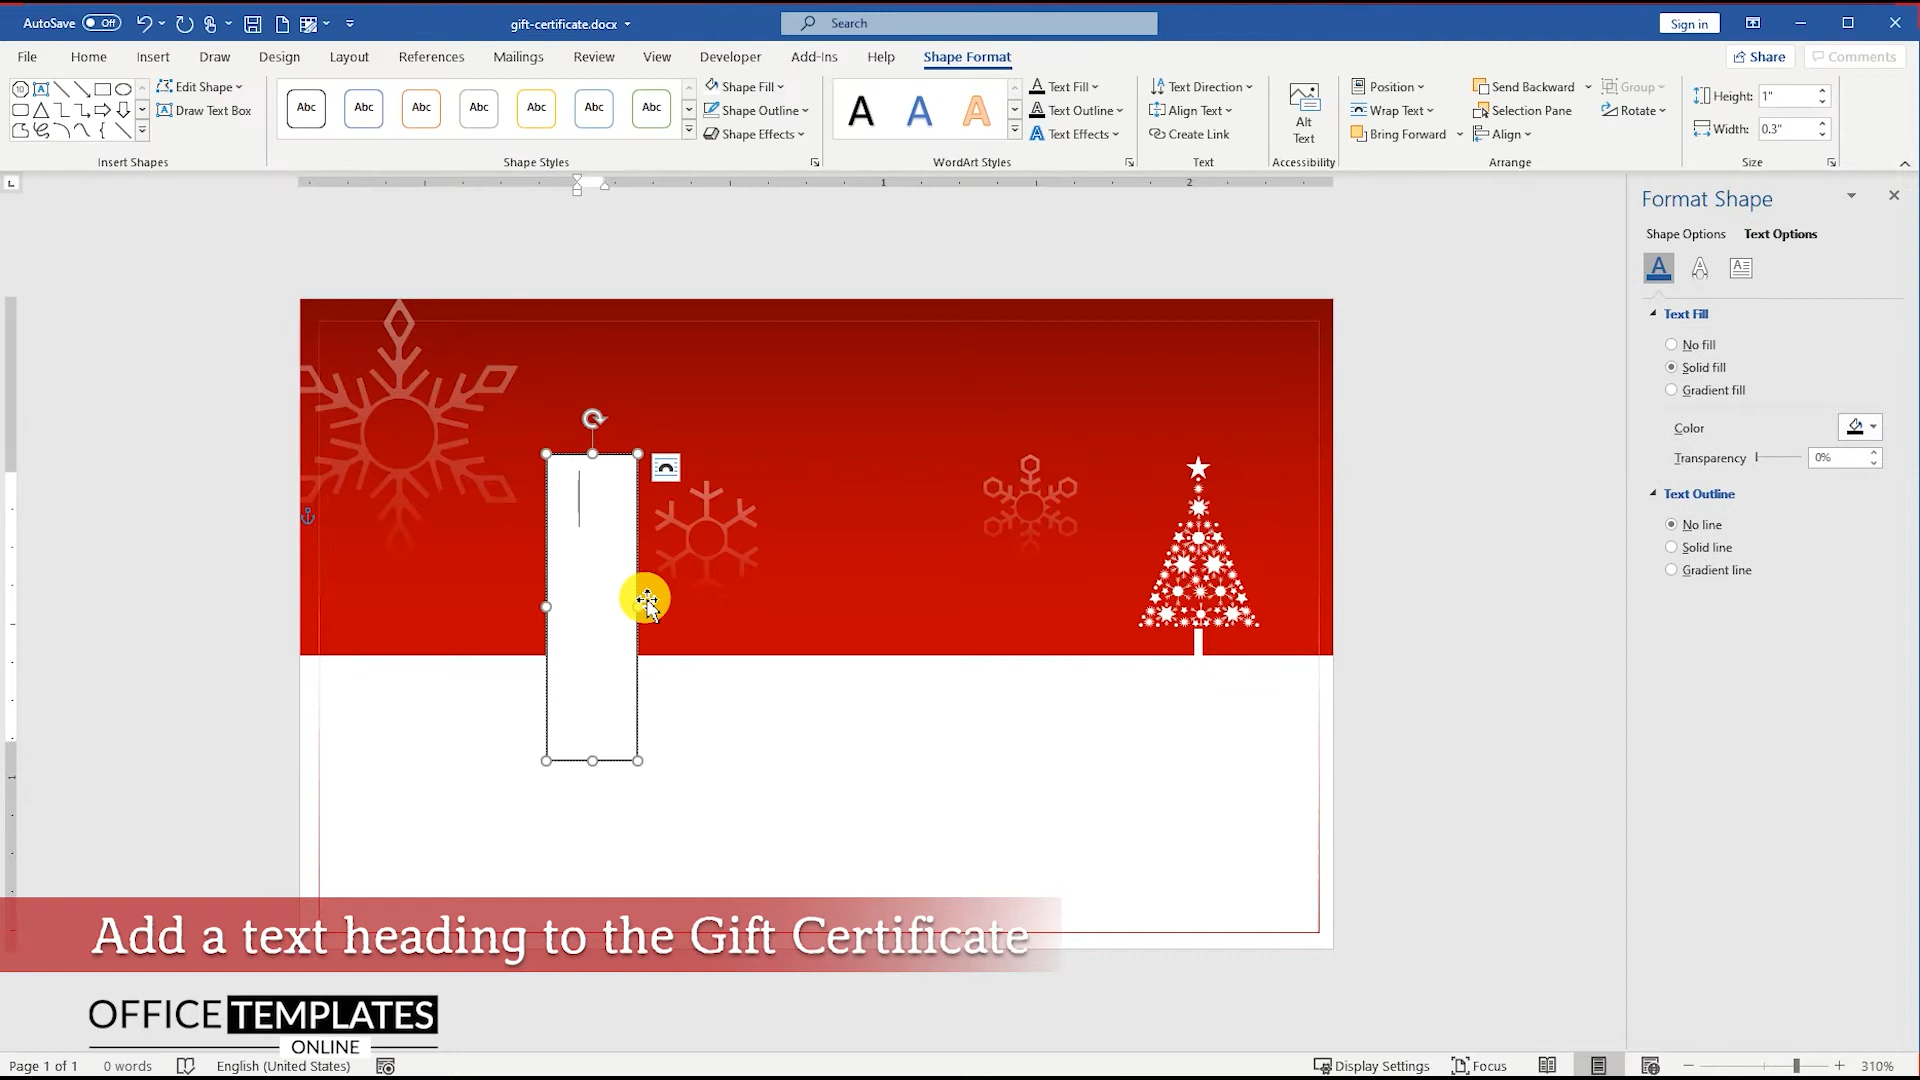 AutoSave Off
gift-certificate.docx
Search
Sign in
File Home Insert Draw Design Layout References Mailings Review View Developer Add-Ins Help Shape Format
Share Comments
Edit Shape
Draw Text Box
Insert Shapes
Abc Abc Abc Abc Abc Abc Abc
Shape Fill
Shape Outline
Shape Effects
Shape Styles
A A A
Text Fill
Text Outline
Text Effects
WordArt Styles
Text Direction
Align Text
Create Link
Text
Alt
Text
Accessibility
Position
Wrap Text
Bring Forward
Send Backward
Selection Pane
Align
Group
Rotate
Arrange
Height: 1"
Width: 0.3"
Size
1 2
Format Shape
Shape Options Text Options
Text Fill
No fill
Solid fill
Gradient fill
Color
Transparency 0%
Text Outline
No line
Solid line
Gradient line
Add a text heading to the Gift Certificate
OFFICE TEMPLATES
ONLINE
Page 1 of 1 0 words English (United States)
Display Settings Focus 310%